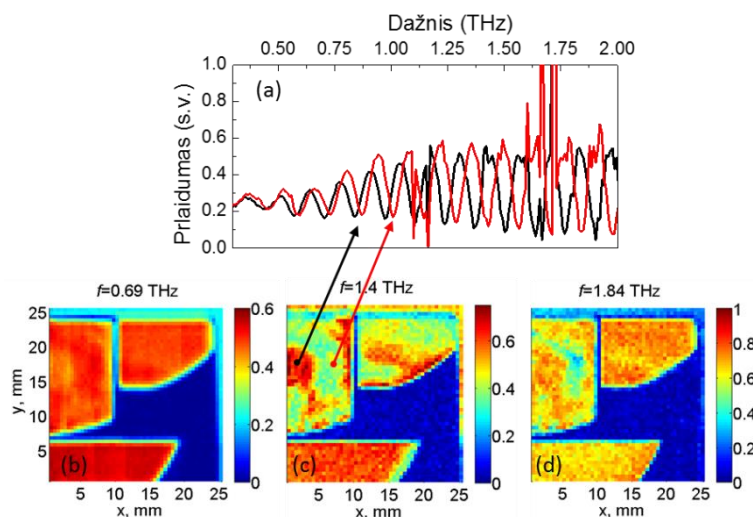 Dažnis (THz)
0.50 0.75 1.00 1.25 1.50 1.75 2.00
Prlaidumas (s.v.)
1.0
0.8
0.6
0.4
0.2
0.0
(a)
f=0.69 THz
f=1.4 THz
f=1.84 THz
y, mm
25
20
15
10
5
(b)
5 10 15 20 25
x, mm
0.6
0.4
0.2
0
(c)
5 10 15 20 25
x, mm
0.6
0.4
0.2
0
(d)
5 10 15 20 25
x, mm
1
0.8
0.6
0.4
0.2
0